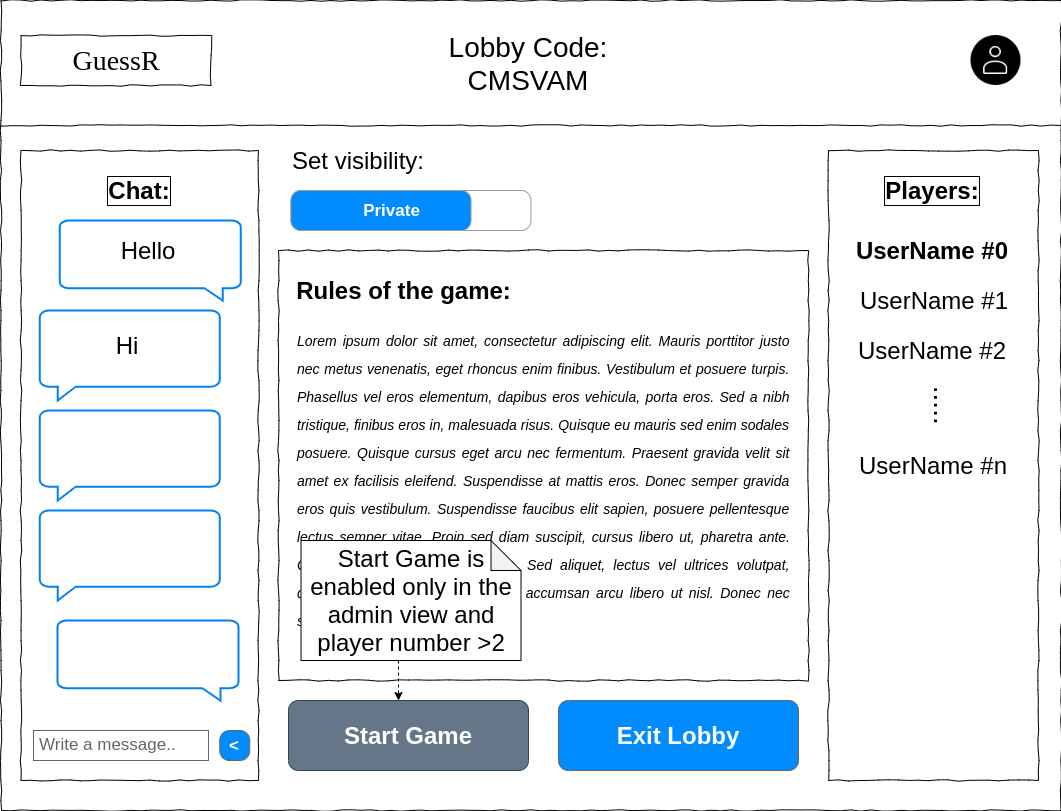 GuessR
Lobby Code:
CMSVAM
Chat:
Hello
Hi
Write a message..
<
Set visibility:
Private
Rules of the game:
Lorem ipsum dolor sit amet, consectetur adipiscing elit. Mauris porttitor justo
nec metus venenatis, eget rhoncus enim finibus. Vestibulum et posuere turpis.
Phasellus vel eros elementum, dapibus eros vehicula, porta eros. Sed a nibh
tristique, finibus eros in, malesuada risus. Quisque eu mauris sed enim sodales
posuere. Quisque cursus eget arcu nec fermentum. Praesent gravida velit sit
amet ex facilisis eleifend. Suspendisse at mattis eros. Donec semper gravida
eros quis vestibulum. Suspendisse faucibus elit sapien, posuere pellentesque
lectus semper vitae. Proin sed diam suscipit, cursus libero ut, pharetra ante.
Sed aliquet, lectus vel ultrices volutpat,
accumsan arcu libero ut nisl. Donec nec
Start Game is
enabled only in the
admin view and
player number >2
Start Game
Exit Lobby
Players:
UserName #0
UserName #1
UserName #2
UserName #n